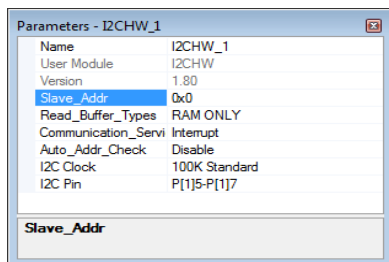 Parameters - I2CHW_1
Name I2CHW_1
User Module I2CHW
Version 1.80
Slave_Addr 0x0
Read_Buffer_Types RAM ONLY
Communication_Servi Interrupt
Auto_Addr_Check Disable
I2C Clock 100K Standard
I2C Pin P[1]5-P[1]7
Slave_Addr